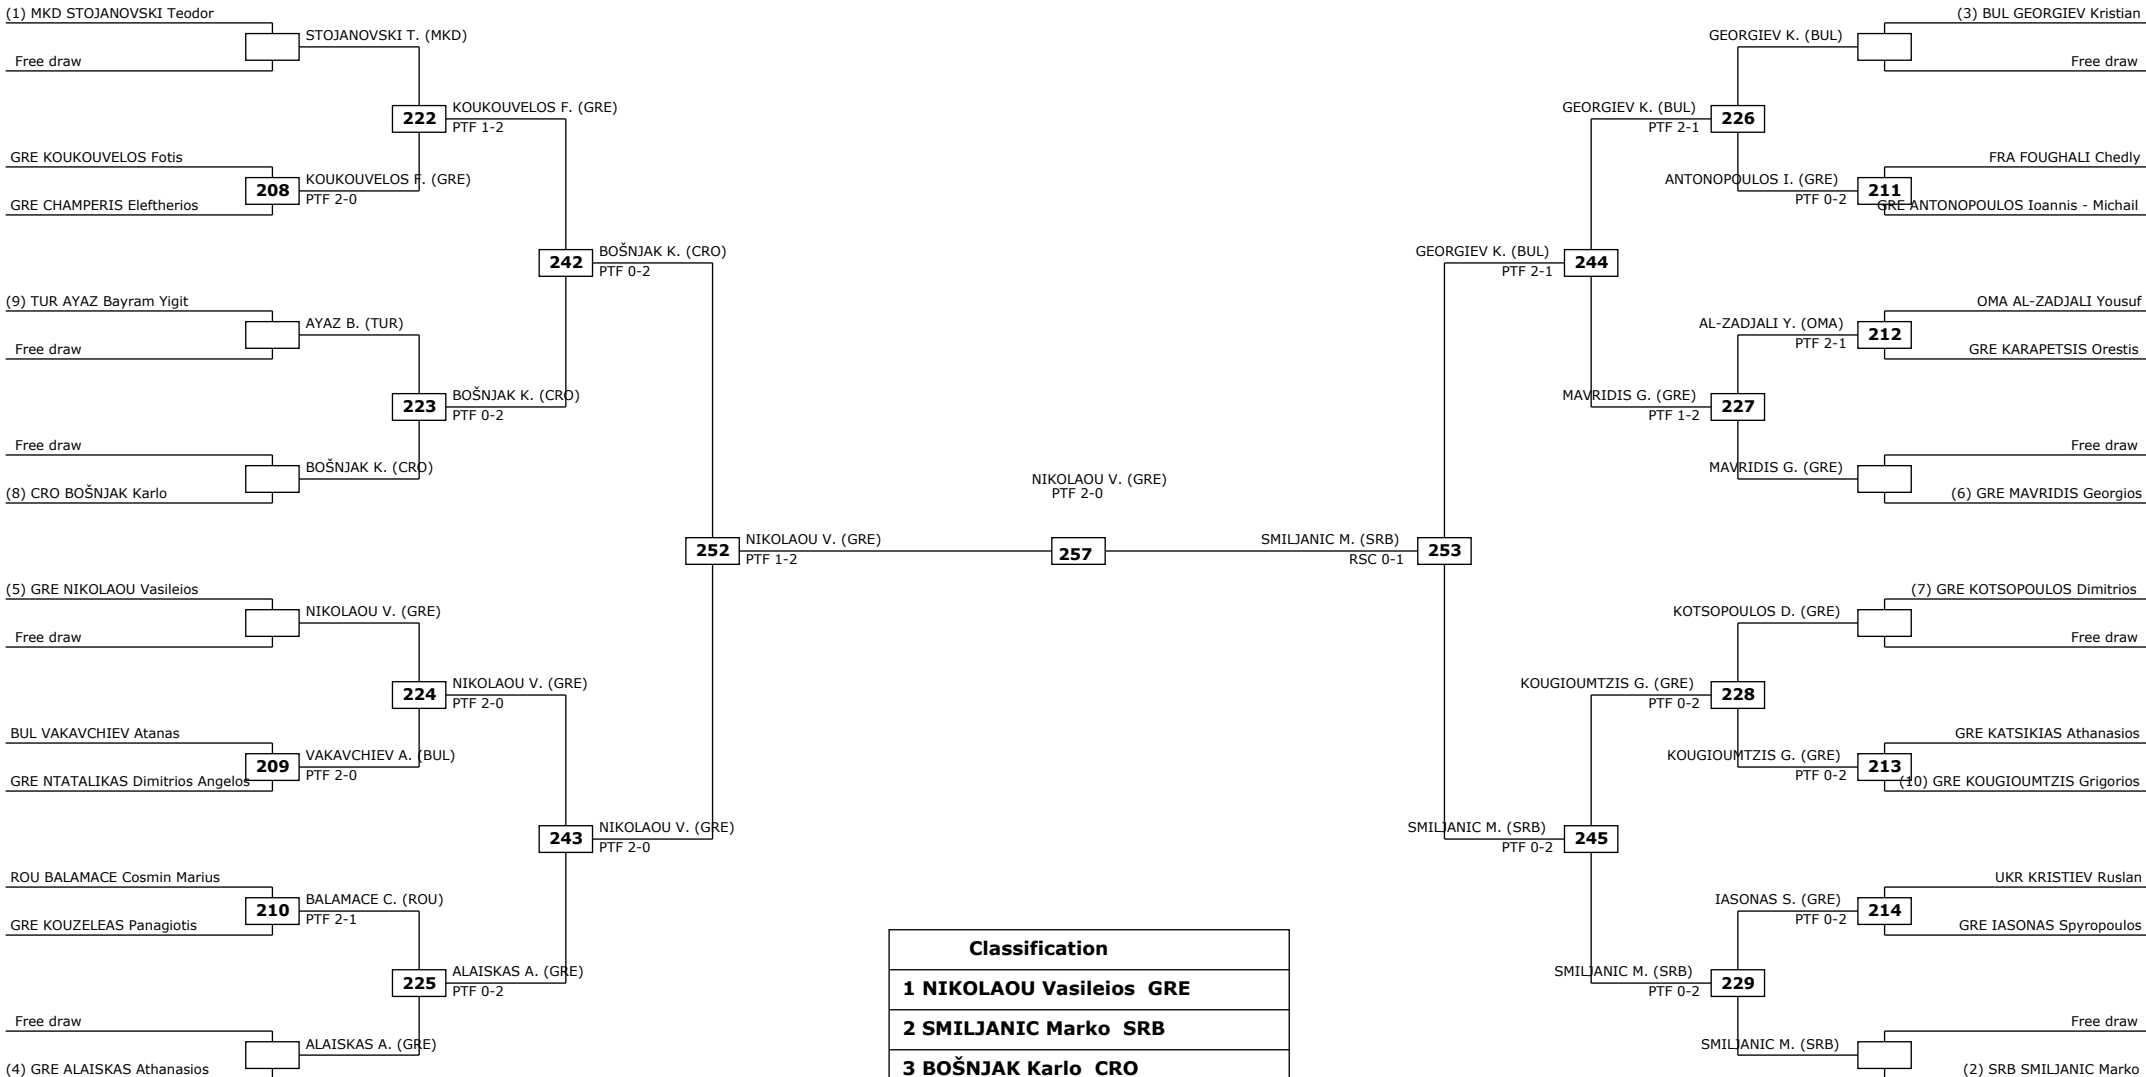 (1) MKD STOJANOVSKI Teodor
STOJANOVSKI T. (MKD)
Free draw
222
KOUKOUVELOS F. (GRE)
PTF 1-2
GRE KOUKOUVELOS Fotis
208
KOUKOUVELOS F. (GRE)
PTF 2-0
GRE CHAMPERIS Eleftherios
242
BOŠNJAK K. (CRO)
PTF 0-2
(9) TUR AYAZ Bayram Yigit
AYAZ B. (TUR)
Free draw
223
BOŠNJAK K. (CRO)
PTF 0-2
Free draw
BOŠNJAK K. (CRO)
(8) CRO BOŠNJAK Karlo
252
NIKOLAOU V. (GRE)
PTF 1-2
(5) GRE NIKOLAOU Vasileios
NIKOLAOU V. (GRE)
Free draw
224
NIKOLAOU V. (GRE)
PTF 2-0
BUL VAKAVCHIEV Atanas
209
VAKAVCHIEV A. (BUL)
PTF 2-0
GRE NTATALIKAS Dimitrios Angelos
243
NIKOLAOU V. (GRE)
PTF 2-0
ROU BALAMACE Cosmin Marius
210
BALAMACE C. (ROU)
PTF 2-1
GRE KOUZELEAS Panagiotis
225
ALAISKAS A. (GRE)
PTF 0-2
Free draw
ALAISKAS A. (GRE)
(4) GRE ALAISKAS Athanasios
NIKOLAOU V. (GRE)
PTF 2-0
257
(3) BUL GEORGIEV Kristian
GEORGIEV K. (BUL)
Free draw
GEORGIEV K. (BUL)
PTF 2-1
226
FRA FOUGHALI Chedly
ANTONOPOULOS I. (GRE)
PTF 0-2
211
GRE ANTONOPOULOS Ioannis - Michail
GEORGIEV K. (BUL)
PTF 2-1
244
OMA AL-ZADJALI Yousuf
AL-ZADJALI Y. (OMA)
PTF 2-1
212
GRE KARAPETSIS Orestis
MAVRIDIS G. (GRE)
PTF 1-2
227
Free draw
MAVRIDIS G. (GRE)
(6) GRE MAVRIDIS Georgios
SMILJANIC M. (SRB)
RSC 0-1
253
(7) GRE KOTSOPOULOS Dimitrios
KOTSOPOULOS D. (GRE)
Free draw
KOUGIOUMTZIS G. (GRE)
PTF 0-2
228
GRE KATSIKIAS Athanasios
KOUGIOUMTZIS G. (GRE)
PTF 0-2
213
(10) GRE KOUGIOUMTZIS Grigorios
SMILJANIC M. (SRB)
PTF 0-2
245
UKR KRISTIEV Ruslan
IASONAS S. (GRE)
PTF 0-2
214
GRE IASONAS Spyropoulos
SMILJANIC M. (SRB)
PTF 0-2
229
Free draw
SMILJANIC M. (SRB)
(2) SRB SMILJANIC Marko
Classification
1 NIKOLAOU Vasileios GRE
2 SMILJANIC Marko SRB
3 BOŠNJAK Karlo CRO